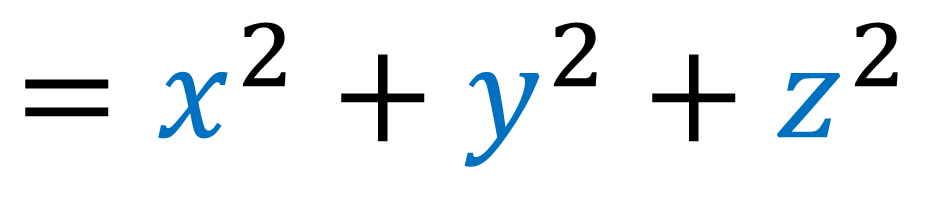 = x² + y² + z²